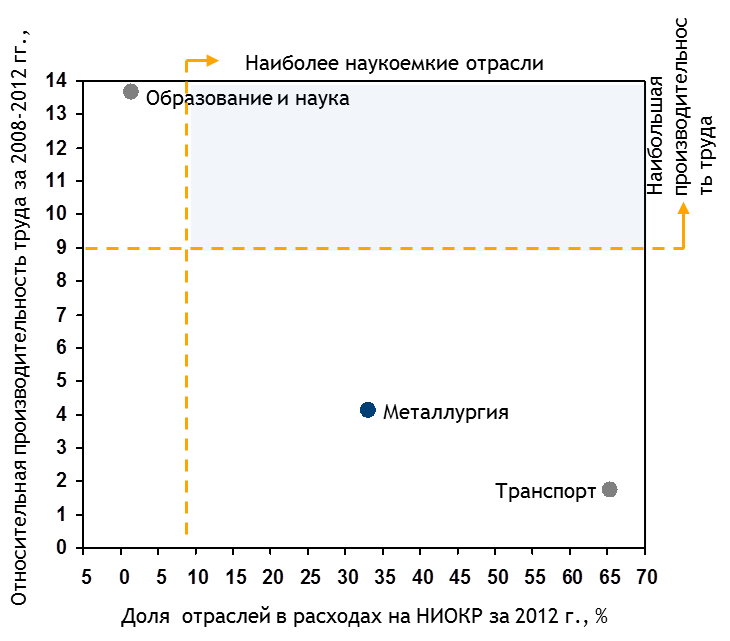 Относительная производительность труда за 2008-2012 гг.,
Наиболее наукоемкие отрасли
Наибольшая
производительнос
ть труда
14
13
12
11
10
9
8
7
6
5
4
3
2
1
0
Образование и наука
Металлургия
Транспорт
5 0 5 10 15 20 25 30 35 40 45 50 55 60 65 70
Доля отраслей в расходах на НИОКР за 2012 г., %